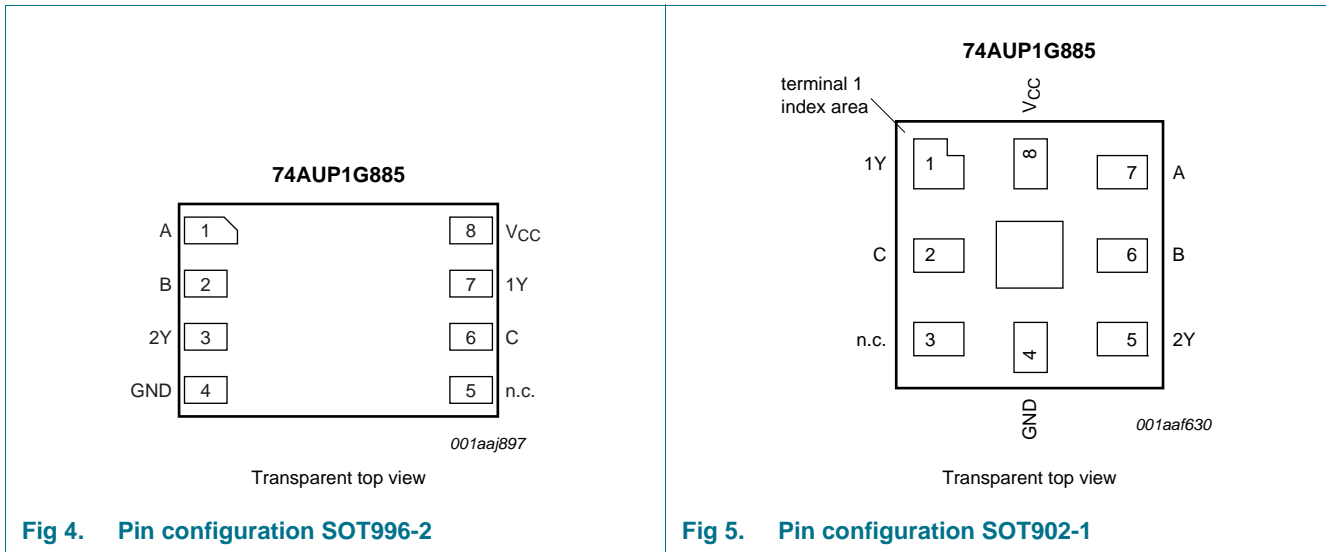 74AUP1G885
A 1 8 VCC
B 2 7 1Y
2Y 3 6 C
GND 4 5 n.c.
001aaj897
Transparent top view
Fig 4. Pin configuration SOT996-2
74AUP1G885
terminal 1
index area
VCC
1Y 1 8 7 A
C 2 6 B
n.c. 3 4 5 2Y
GND
001aaf630
Transparent top view
Fig 5. Pin configuration SOT902-1